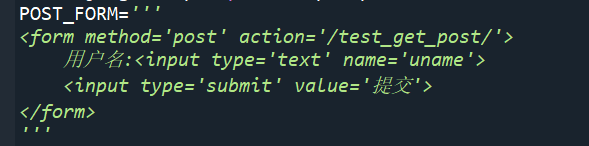 POST_FORM='''
<form method='post' action='/test_get_post/'>
    用户名:<input type='text' name='uname'>
    <input type='submit' value='提交'>
</form>
'''